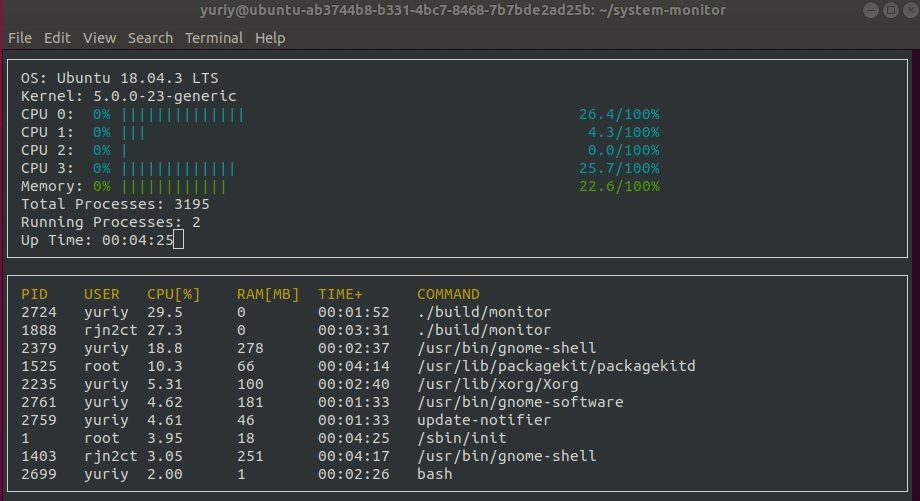 yuriy@ubuntu-ab3744b8-b331-4bc7-8468-7b7bde2ad25b: ~/system-monitor
File Edit View Search Terminal Help
OS: Ubuntu 18.04.3 LTS
Kernel: 5.0.0-23-generic
CPU 0: 0% |||||||||||||| 26.4/100%
CPU 1: 0% ||| 4.3/100%
CPU 2: 0% | 0.0/100%
CPU 3: 0% ||||||||||||| 25.7/100%
Memory: 0% |||||||||||| 22.6/100%
Total Processes: 3195
Running Processes: 2
Up Time: 00:04:25
PID USER CPU[%] RAM[MB] TIME+ COMMAND
2724 yuriy 29.5 0 00:01:52 ./build/monitor
1888 rjn2ct 27.3 0 00:03:31 ./build/monitor
2379 yuriy 18.8 278 00:02:37 /usr/bin/gnome-shell
1525 root 10.3 66 00:04:14 /usr/lib/packagekit/packagekitd
2235 yuriy 5.31 100 00:02:40 /usr/lib/xorg/Xorg
2761 yuriy 4.62 181 00:01:33 /usr/bin/gnome-software
2759 yuriy 4.61 46 00:01:33 update-notifier
1 root 3.95 18 00:04:25 /sbin/init
1403 rjn2ct 3.05 251 00:04:17 /usr/bin/gnome-shell
2699 yuriy 2.00 1 00:02:26 bash